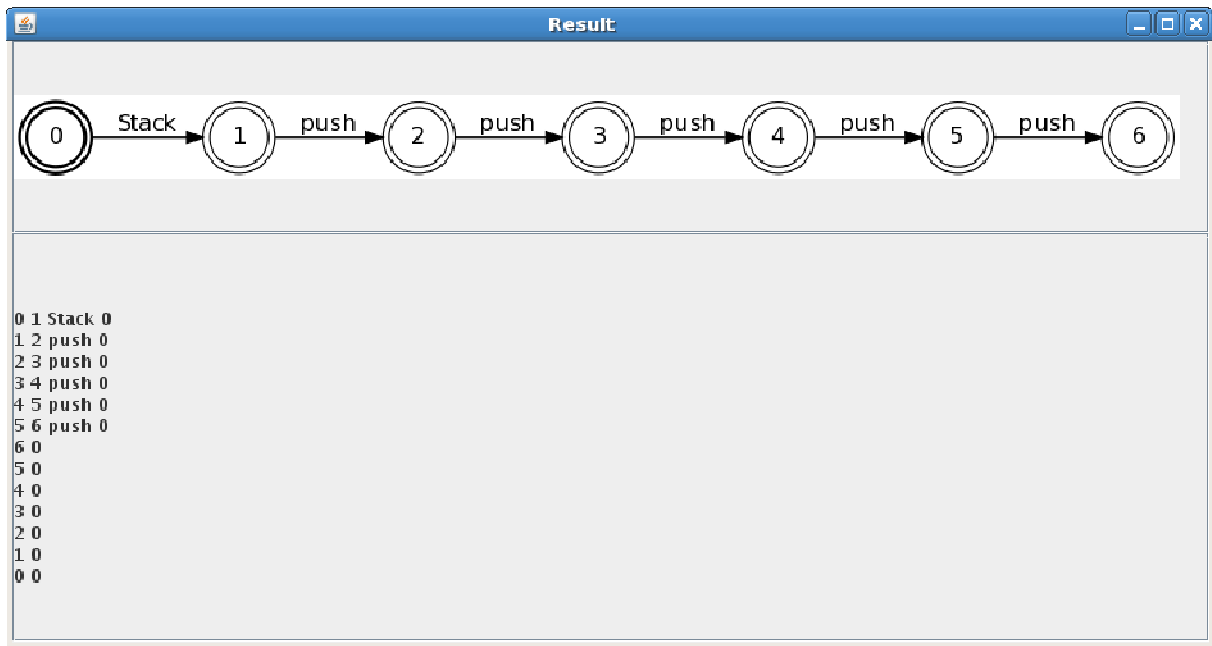 Result
Stack push push push push push
0 1 2 3 4 5 6
0 1 Stack 0
1 2 push 0
2 3 push 0
3 4 push 0
4 5 push 0
5 6 push 0
6 0
5 0
4 0
3 0
2 0
1 0
0 0